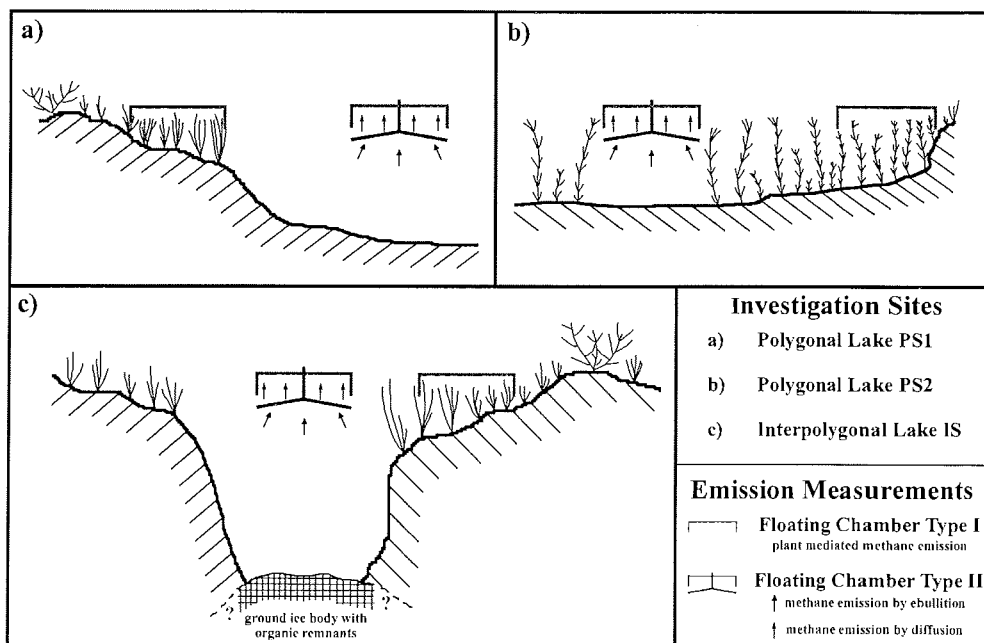 a)
b)
c)
?
?
ground ice body with
organic remnants
Investigation Sites
a) Polygonal Lake PS1
b) Polygonal Lake PS2
c) Interpolygonal Lake IS
Emission Measurements
Floating Chamber Type I
plant mediated methane emission
Floating Chamber Type II
methane emission by ebullition
methane emission by diffusion